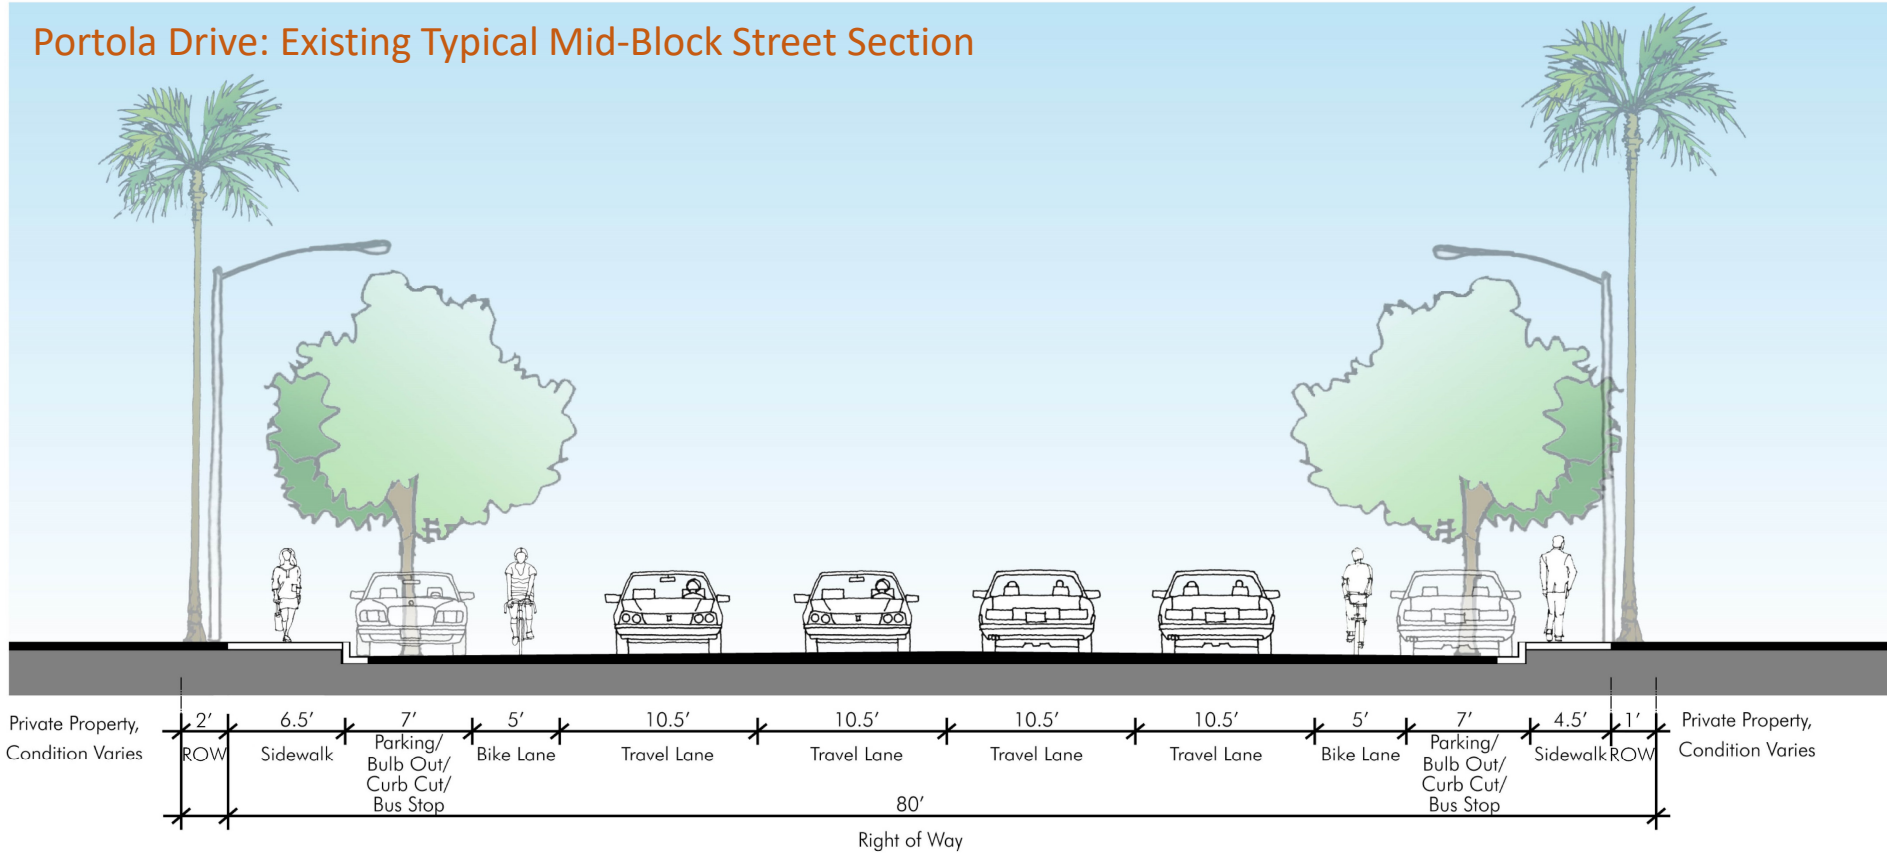 Portola Drive: Existing Typical Mid-Block Street Section
Private Property,
Condition Varies
2’
ROW
6.5’
Sidewalk
7’
Parking/
Bulb Out/
Curb Cut/
Bus Stop
5’
Bike Lane
10.5’
Travel Lane
10.5’
Travel Lane
10.5’
Travel Lane
10.5’
Travel Lane
5’
Bike Lane
7’
Parking/
Bulb Out/
Curb Cut/
Bus Stop
4.5’
Sidewalk
1’
ROW
Private Property,
Condition Varies
80’
Right of Way